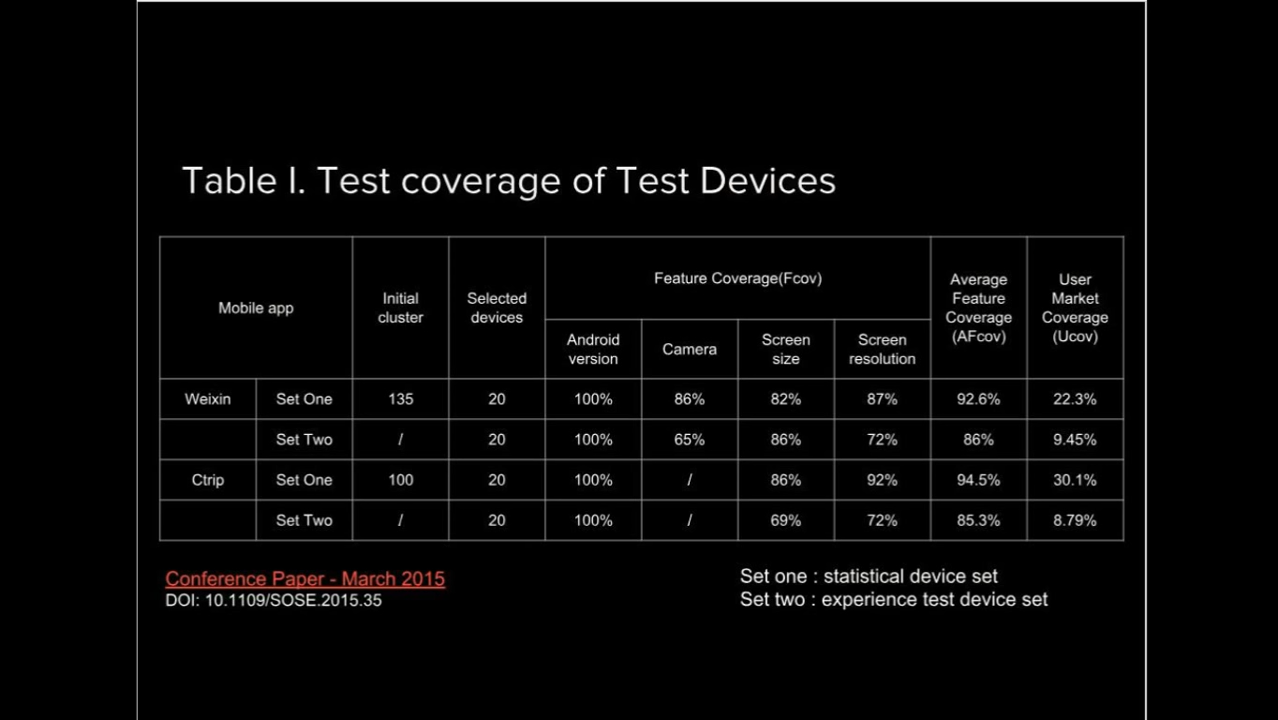 Table I. Test coverage of Test Devices
Mobile app
Initial
cluster
Selected
devices
Feature Coverage(Fcov)
Average
Feature
Coverage
(AFcov)
User
Market
Coverage
(Ucov)
Android
version
Camera
Screen
size
Screen
resolution
Weixin Set One 135 20 100% 86% 82% 87% 92.6% 22.3%
Set Two / 20 100% 65% 86% 72% 86% 9.45%
Ctrip Set One 100 20 100% / 86% 92% 94.5% 30.1%
Set Two / 20 100% / 69% 72% 85.3% 8.79%
Conference Paper - March 2015
DOI: 10.1109/SOSE.2015.35
Set one : statistical device set
Set two : experience test device set